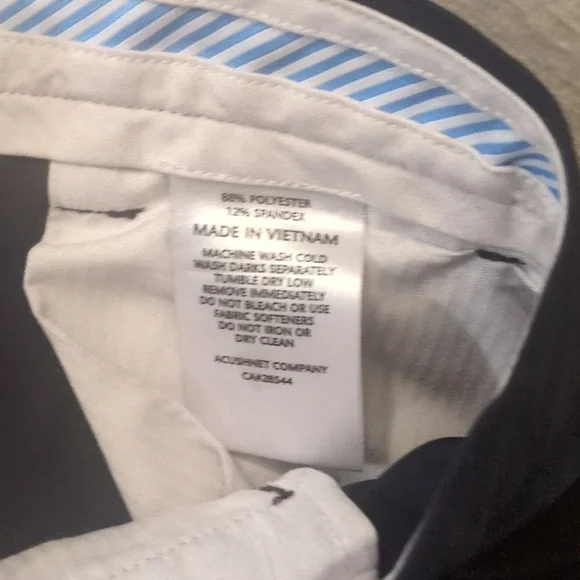 88% POLYESTER
12% SPANDEX
MADE IN VIETNAM
MACHINE WASH COLD
WASH DARKS SEPARATELY
TUMBLE DRY LOW
REMOVE IMMEDIATELY
DO NOT BLEACH OR USE
FABRIC SOFTENERS
DO NOT IRON OR
DRY CLEAN
ACUSHNET COMPANY
CA#28544